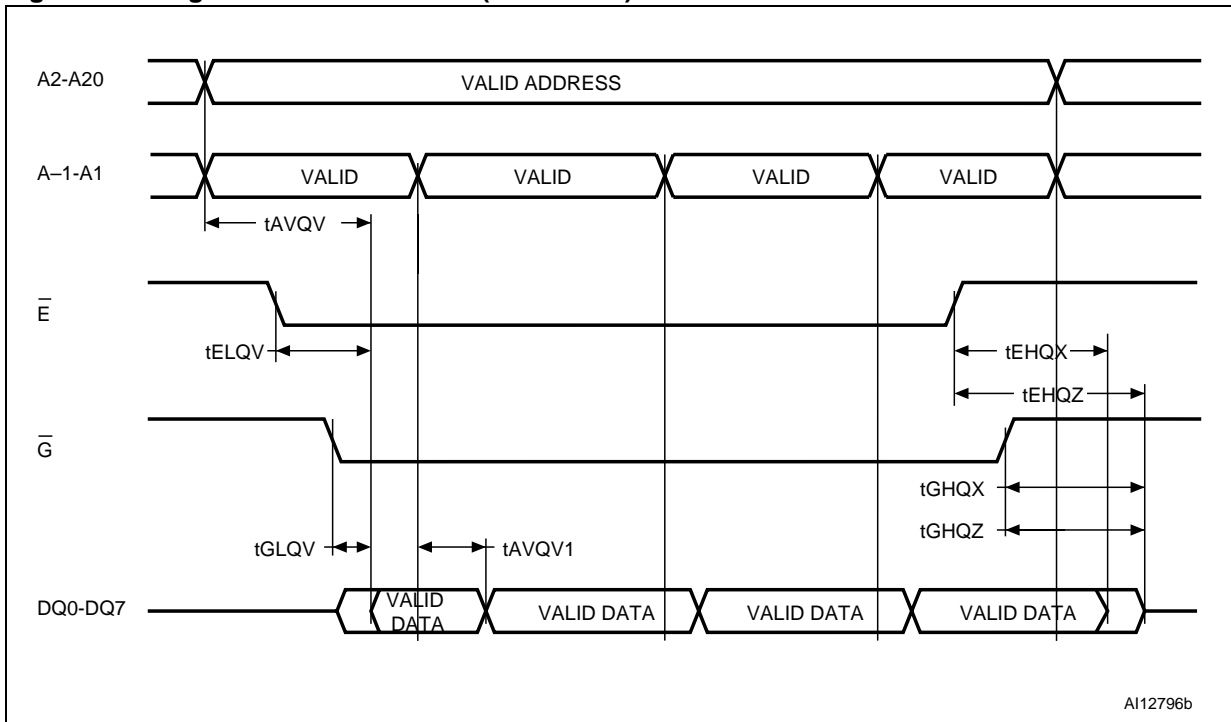 A2-A20 VALID ADDRESS
A–1-A1 VALID VALID VALID VALID
tAVQV
E
tELQV tEHQX
tEHQZ
G
tGHQX
tGHQZ
tGLQV tAVQV1
DQ0-DQ7 VALID DATA VALID DATA VALID DATA VALID DATA
AI12796b